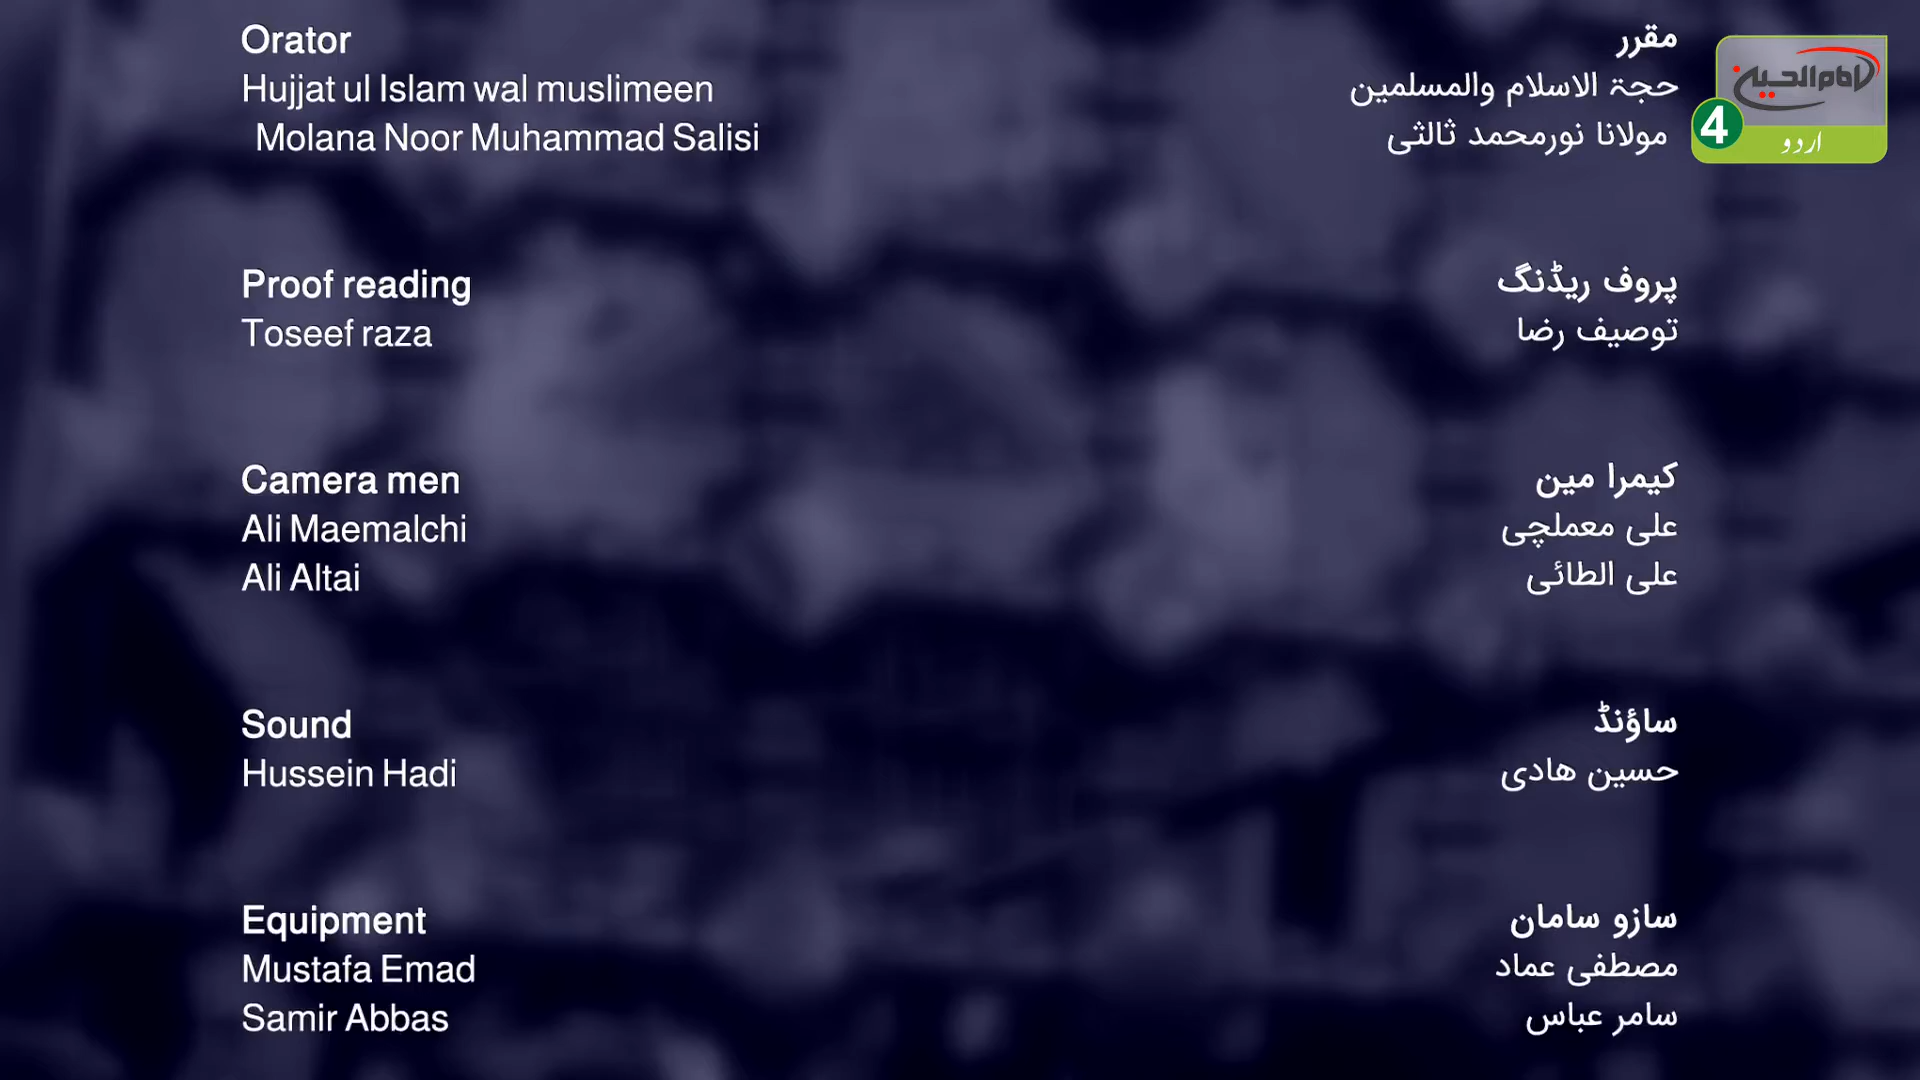 Orator
Hujjat ul Islam wal muslimeen
Molana Noor Muhammad Salisi
مقرر
حجۃ الاسلام والمسلمین
مولانا نورمحمد ثالثی
امام الحسین
4
اردو
Proof reading
Toseef raza
پروف ریڈنگ
توصیف رضا
Camera men
Ali Maemalchi
Ali Altai
کیمرا مین
علی معملچی
علی الطائی
Sound
Hussein Hadi
ساؤنڈ
حسین ھادی
Equipment
Mustafa Emad
Samir Abbas
سازو سامان
مصطفی عماد
سامر عباس